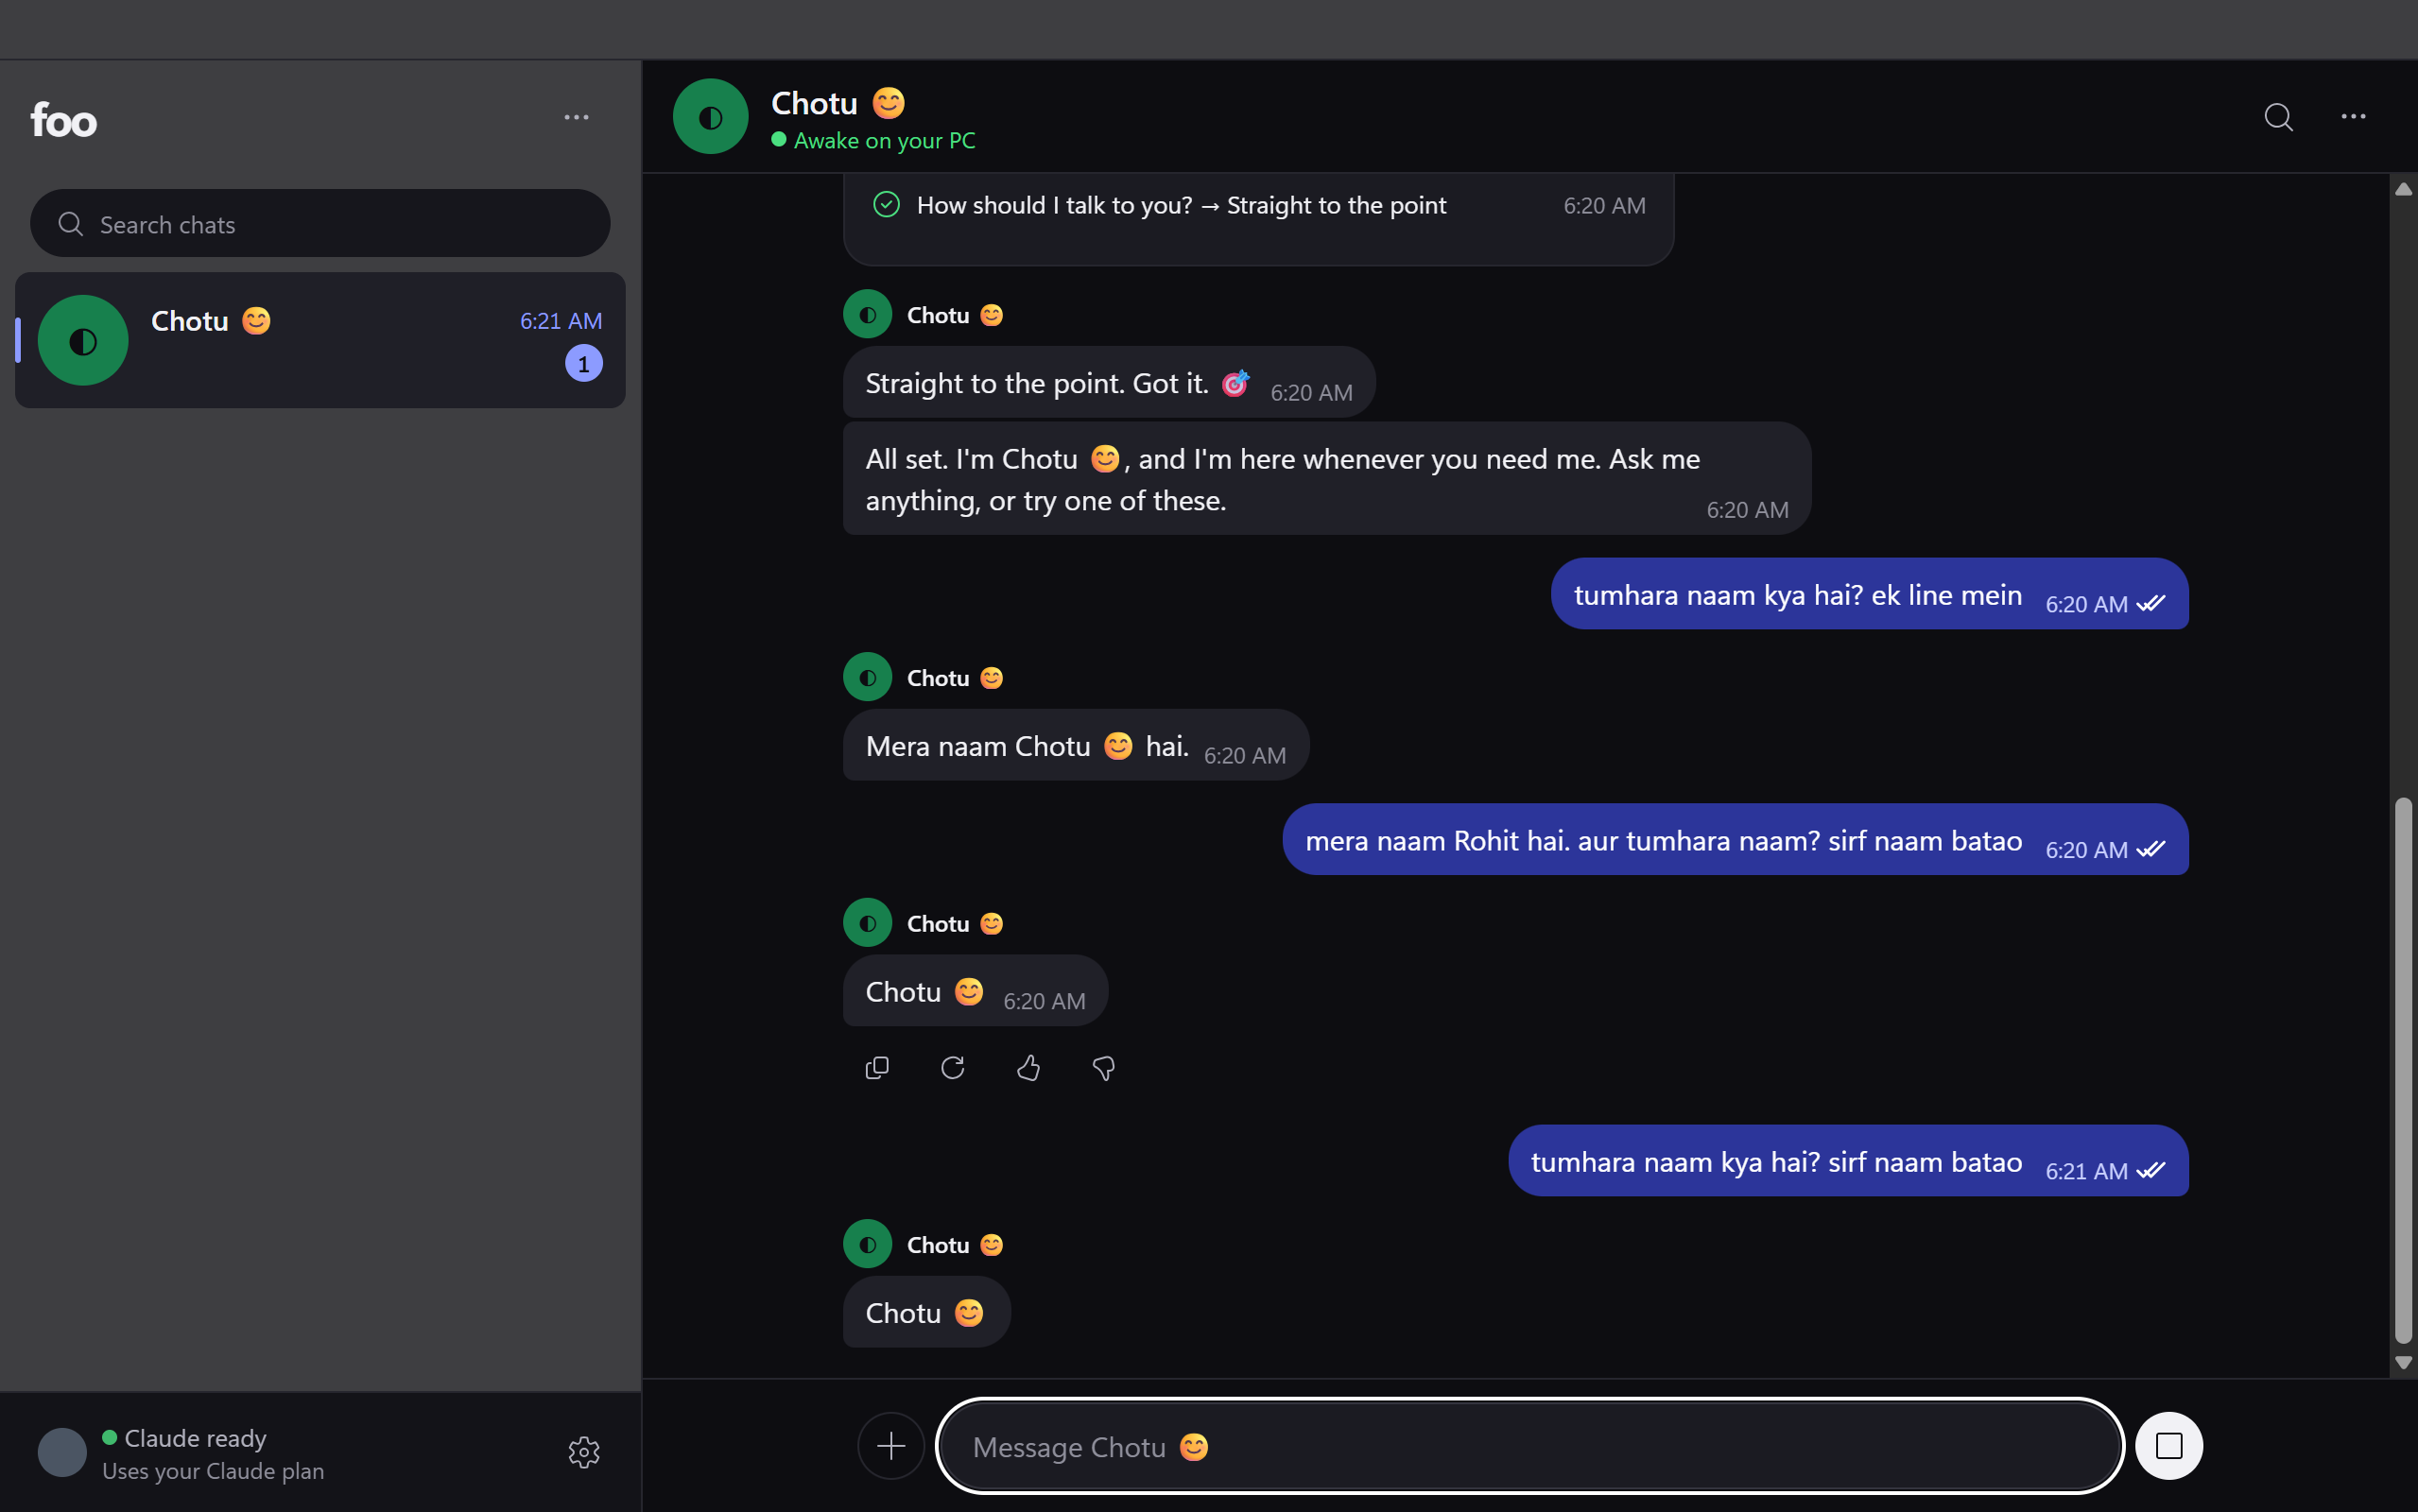 foo
Search chats
Chotu 😊
6:21 AM
1
Claude ready
Uses your Claude plan
Chotu 😊
Awake on your PC
How should I talk to you? → Straight to the point 6:20 AM
Chotu 😊
Straight to the point. Got it. 🎯 6:20 AM
All set. I'm Chotu 😊, and I'm here whenever you need me. Ask me
anything, or try one of these. 6:20 AM
tumhara naam kya hai? ek line mein 6:20 AM
Chotu 😊
Mera naam Chotu 😊 hai. 6:20 AM
mera naam Rohit hai. aur tumhara naam? sirf naam batao 6:20 AM
Chotu 😊
Chotu 😊 6:20 AM
tumhara naam kya hai? sirf naam batao 6:21 AM
Chotu 😊
Chotu 😊
Message Chotu 😊